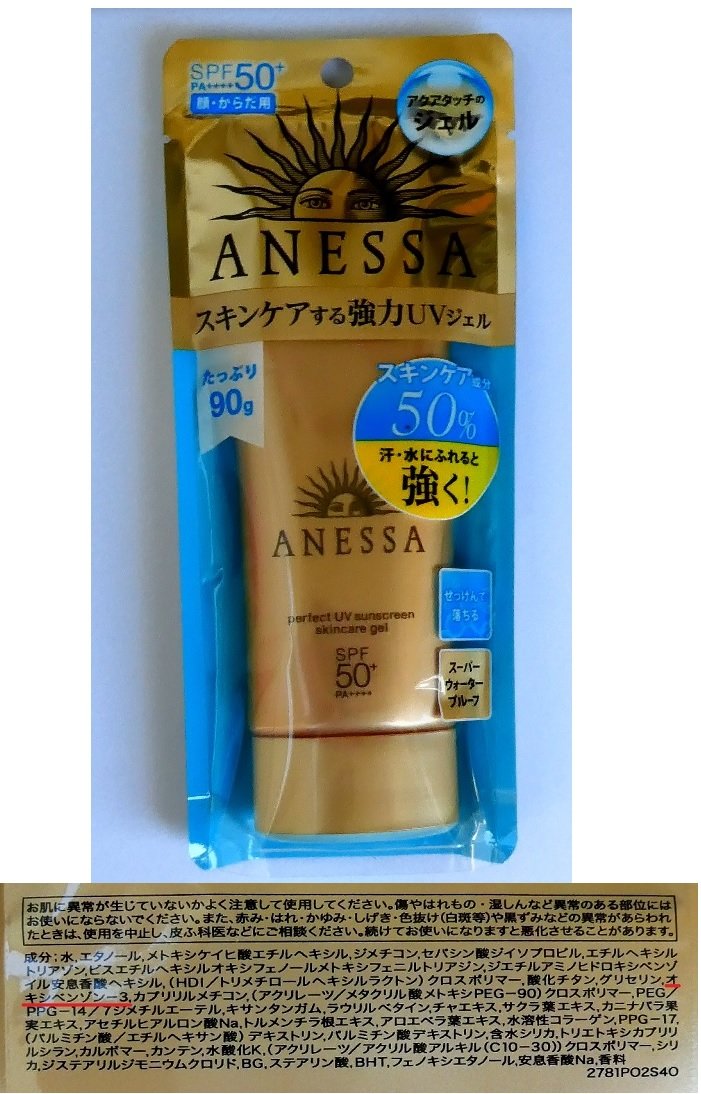 SPF50+
PA++++
顔・からだ用
アクアタッチの
ジェル
ANESSA
スキンケアする強力UVジェル
たっぷり
90g
スキンケア成分
50%
汗・水にふれると
強く!
ANESSA
perfect UV sunscreen
skincare gel
SPF
50+
PA++++
せっけんで
落ちる
スーパー
ウォーター
プルーフ
お肌に異常が生じていないかよく注意して使用してください。傷やはれもの・湿しんなど異常のある部位には
お使いにならないでください。また、赤み・はれ・かゆみ・しげき・色抜け(白斑等)や黒ずみなどの異常があらわれ
たときは、使用を中止し、皮ふ科医などにご相談ください。続けてお使いになりますと悪化させることがあります。
成分:水,エタノール,メトキシケイヒ酸エチルヘキシル,ジメチコン,セバシン酸ジイソプロピル,エチルヘキシル
トリアゾン,ビスエチルヘキシルオキシフェノールメトキシフェニルトリアジン,ジエチルアミノヒドロキシベンゾ
イル安息香酸ヘキシル,(HDI/トリメチロールヘキシルラクトン)クロスポリマー,酸化チタン,グリセリン,オ
キシベンゾン-3,カプリリルメチコン,(アクリレーツ/メタクリル酸メトキシPEG-90)クロスポリマー,PEG/
PPG-14/7ジメチルエーテル,キサンタンガム,ラウリルベタイン,チャエキス,サクラ葉エキス,カニナバラ果
実エキス,アセチルヒアルロン酸Na,トルメンチラ根エキス,アロエベラ葉エキス,水溶性コラーゲン,PPG-17,
(パルミチン酸/エチルヘキサン酸)デキストリン,パルミチン酸デキストリン,含水シリカ,トリエトキシカプリリ
ルシラン,カルボマー,カンテン,水酸化K,(アクリレーツ/アクリル酸アルキル(C10-30))クロスポリマー,シリ
カ,ジステアリルジモニウムクロリド,BG,ステアリン酸,BHT,フェノキシエタノール,安息香酸Na,香料
2781P02S40